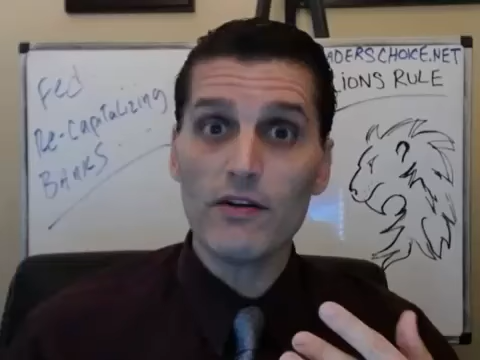 Fed
Re-Capitalizing
BANKS...
ADERSCHOICE.NET
LIONS RULE